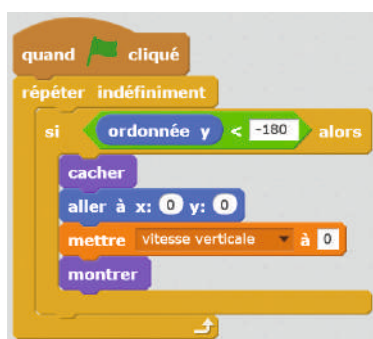 quand cliqué
répéter indéfiniment
si ordonnée y < -180 alors
cacher
aller à x: 0 y: 0
mettre vitesse verticale à 0
montrer